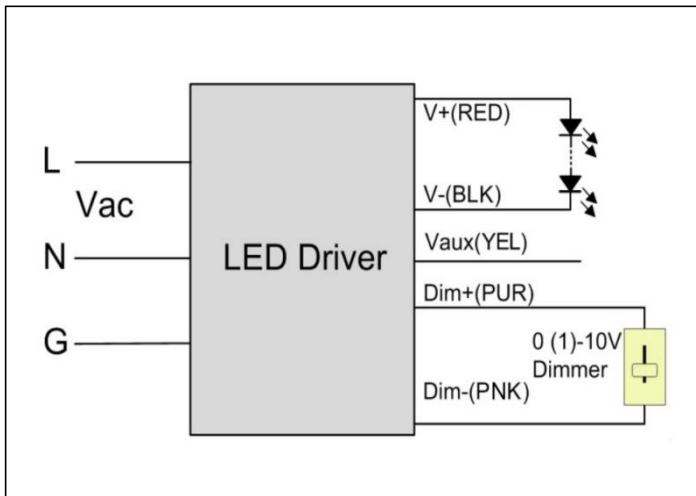 V+(RED)
L
Vac
V-(BLK)
N
LED Driver
Vaux(YEL)
Dim+(PUR)
G
0 (1)-10V
Dimmer
Dim-(PNK)